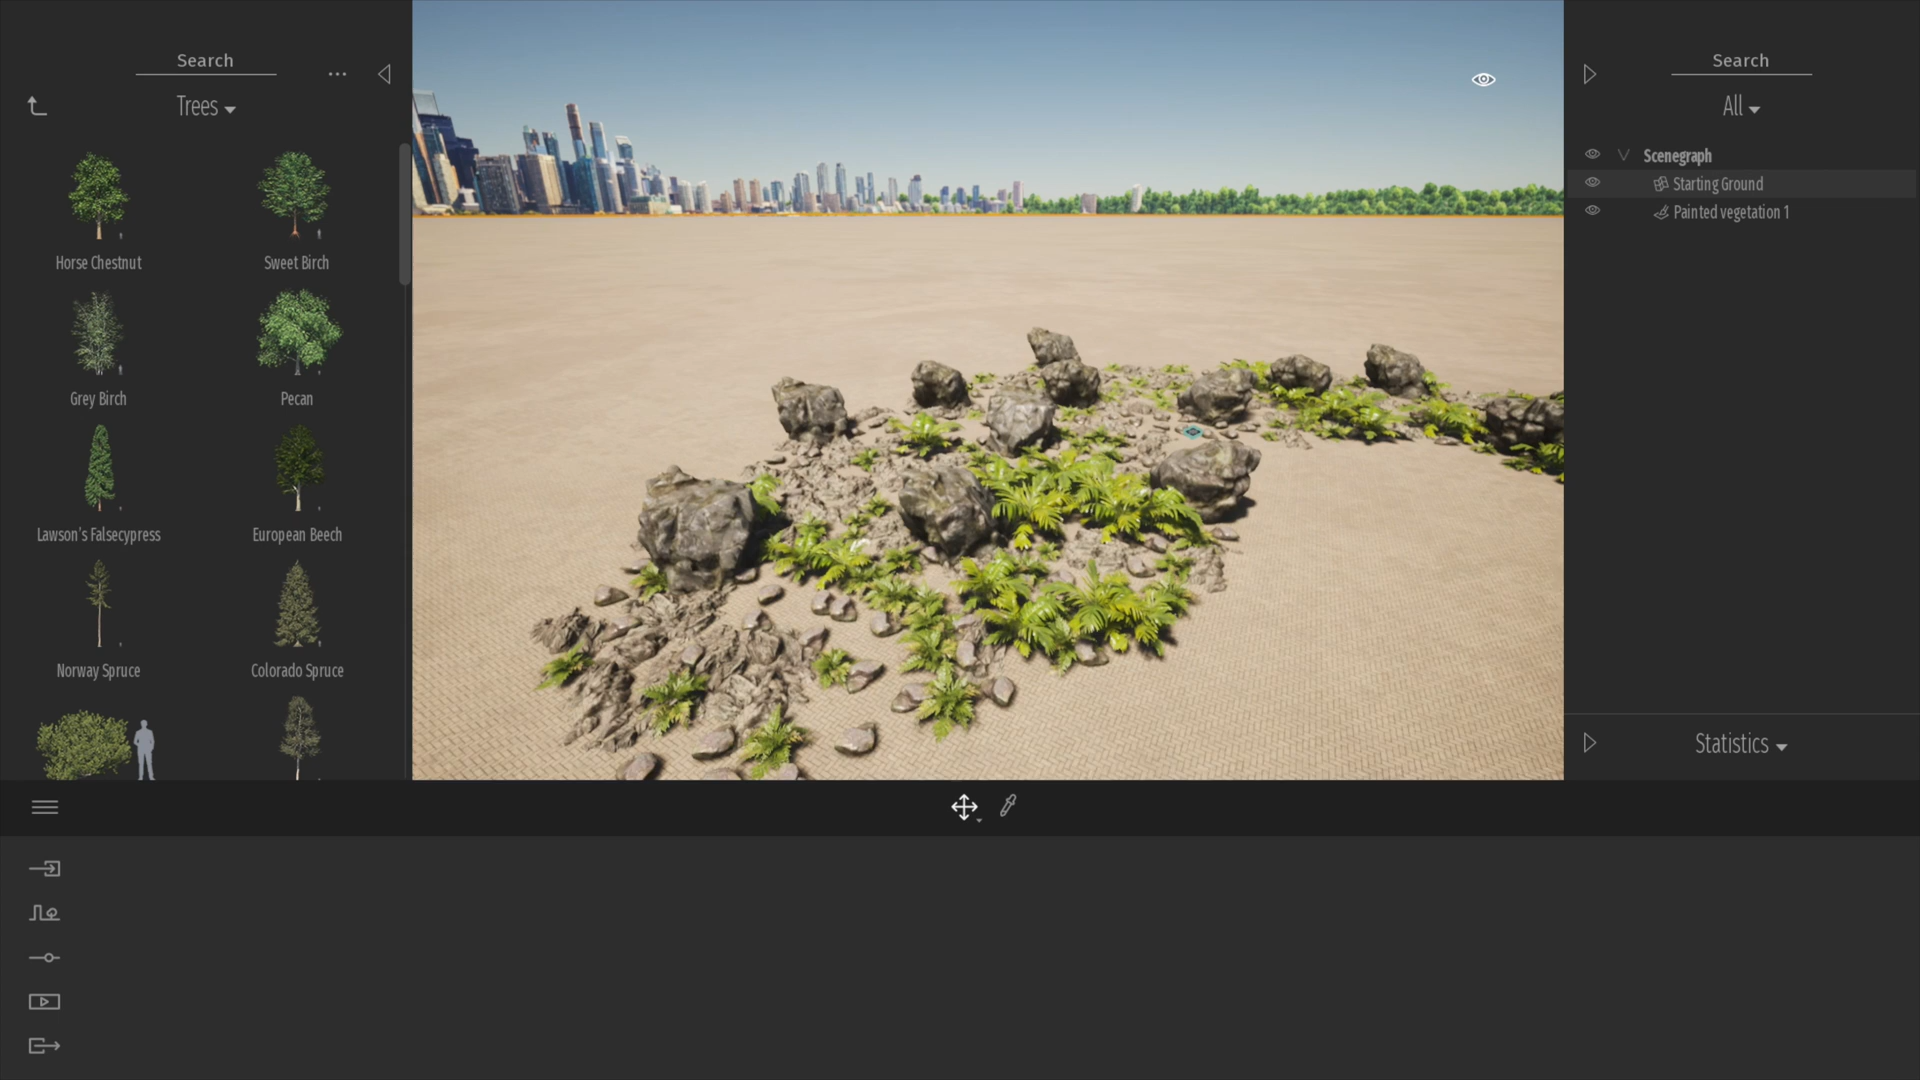 Search
Trees
Horse Chestnut
Sweet Birch
Grey Birch
Pecan
Lawson's Falsecypress
European Beech
Norway Spruce
Colorado Spruce
Search
All
Scenegraph
Starting Ground
Painted vegetation 1
Statistics